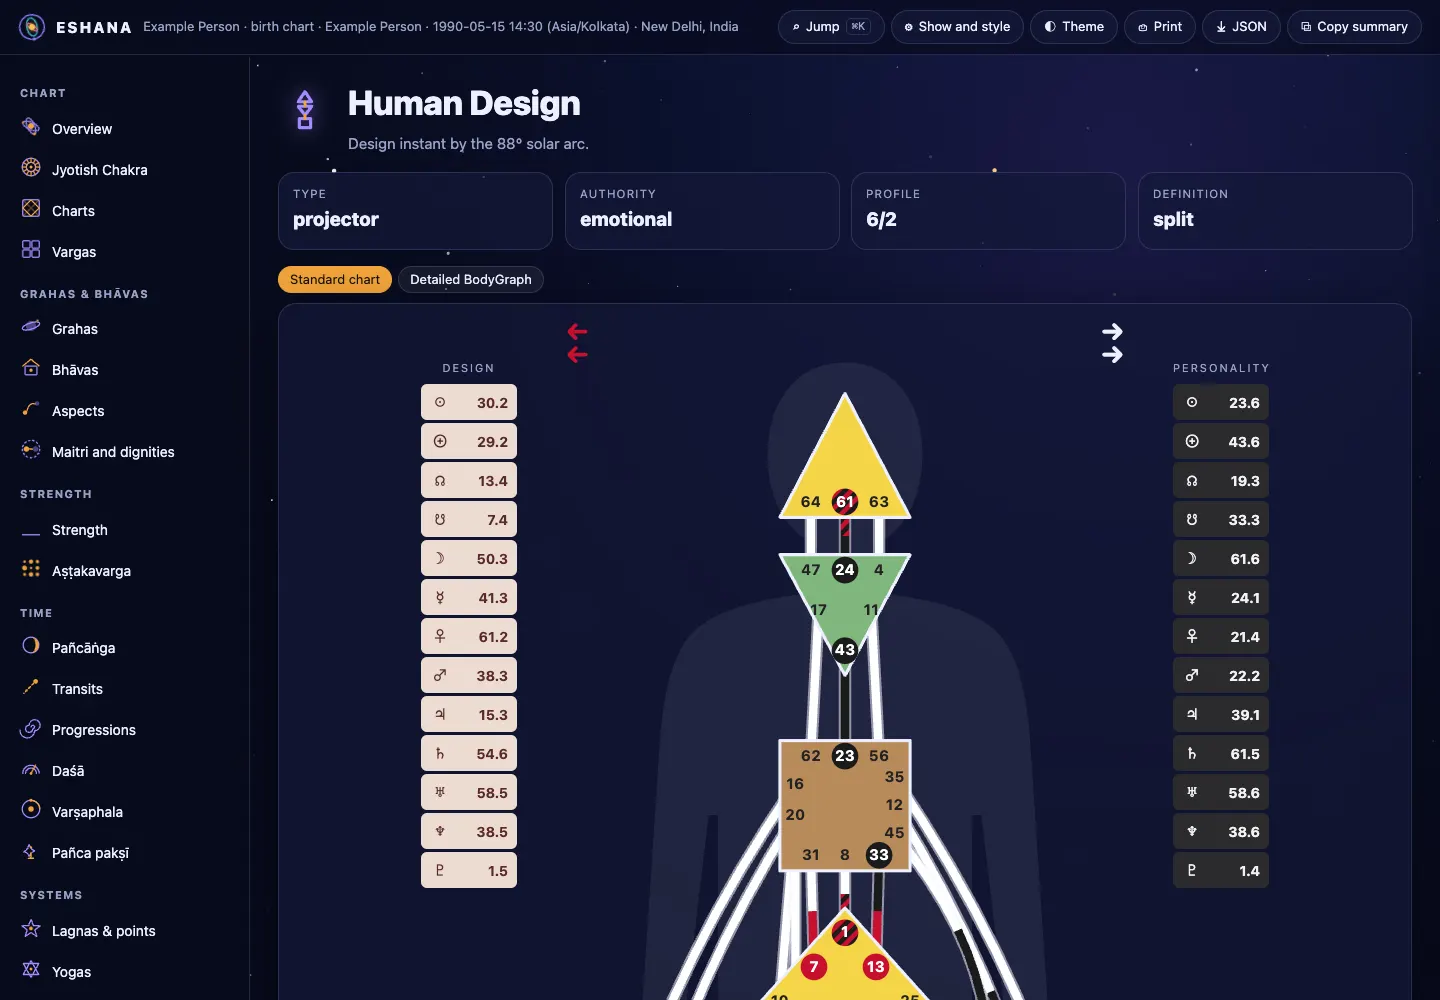 ESHANA
Example Person · birth chart · Example Person · 1990-05-15 14:30 (Asia/Kolkata) · New Delhi, India
Jump ⌘K
Show and style
Theme
Print
JSON
Copy summary
CHART
Overview
Jyotish Chakra
Charts
Vargas
GRAHAS & BHĀVAS
Grahas
Bhāvas
Aspects
Maitri and dignities
STRENGTH
Strength
Aṣṭakavarga
TIME
Pañcāṅga
Transits
Progressions
Daśā
Varṣaphala
Pañca pakṣī
SYSTEMS
Lagnas & points
Yogas
Human Design
Design instant by the 88° solar arc.
TYPE
projector
AUTHORITY
emotional
PROFILE
6/2
DEFINITION
split
Standard chart
Detailed BodyGraph
DESIGN
☉ 30.2
⊕ 29.2
☊ 13.4
☋ 7.4
☽ 50.3
☿ 41.3
♀ 61.2
♂ 38.3
♃ 15.3
♄ 54.6
♅ 58.5
♆ 38.5
♇ 1.5
64 61 63
47 24 4
17 11
43
62 23 56
35
16
12
20
45
31 8 33
1
7 13
10 25
PERSONALITY
☉ 23.6
⊕ 43.6
☊ 19.3
☋ 33.3
☽ 61.6
☿ 24.1
♀ 21.4
♂ 22.2
♃ 39.1
♄ 61.5
♅ 58.6
♆ 38.6
♇ 1.4